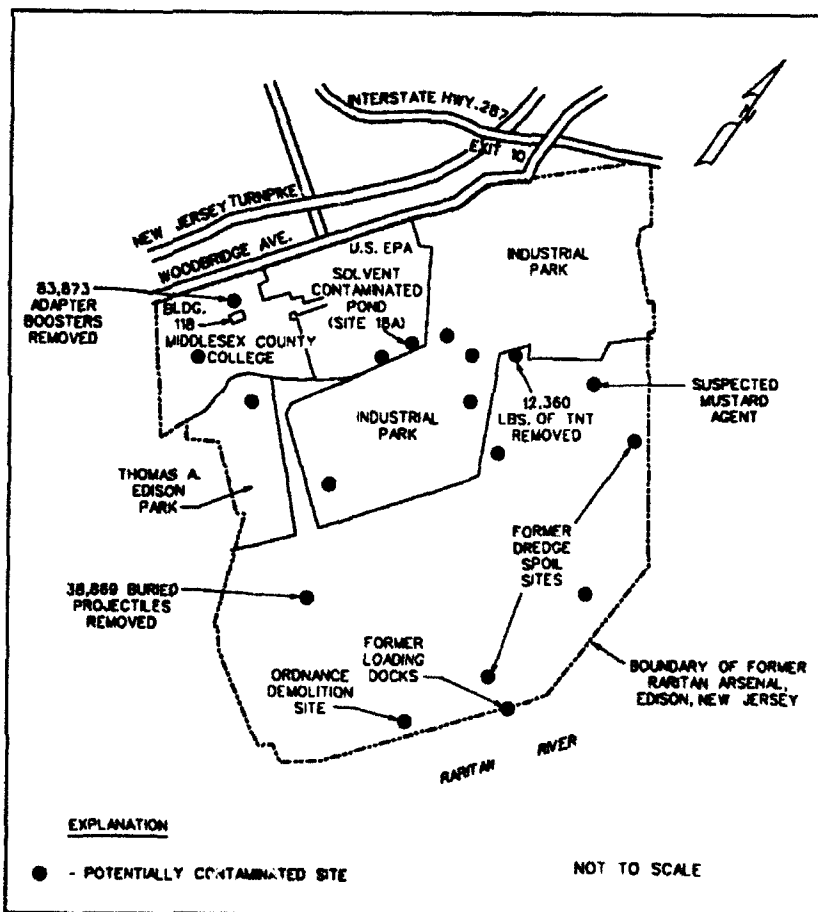 INTERSTATE HWY. 287
EXIT 10
N
NEW JERSEY TURNPIKE
WOODBRIDGE AVE.
U.S. EPA
INDUSTRIAL
PARK
SOLVENT
CONTAMINATED
POND
(SITE 18A)
83,873
ADAPTER
BOOSTERS
REMOVED
BLDG.
118
MIDDLESEX COUNTY
COLLEGE
INDUSTRIAL
PARK
12,360
LBS. OF TNT
REMOVED
SUSPECTED
MUSTARD
AGENT
THOMAS A.
EDISON
PARK
FORMER
DREDGE
SPOIL
SITES
38,869 BURIED
PROJECTILES
REMOVED
FORMER
LOADING
DOCKS
ORDNANCE
DEMOLITION
SITE
BOUNDARY OF FORMER
RARITAN ARSENAL,
EDISON, NEW JERSEY
RARITAN RIVER
EXPLANATION
● - POTENTIALLY CONTAMINATED SITE
NOT TO SCALE